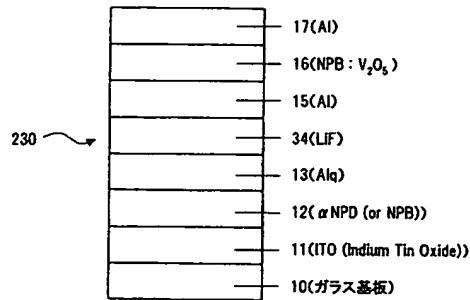 17(Al)
16(NPB : V₂O₅)
15(Al)
34(LiF)
230
13(Alq)
12(αNPD (or NPB))
11(ITO (Indium Tin Oxide))
10(ガラス基板)